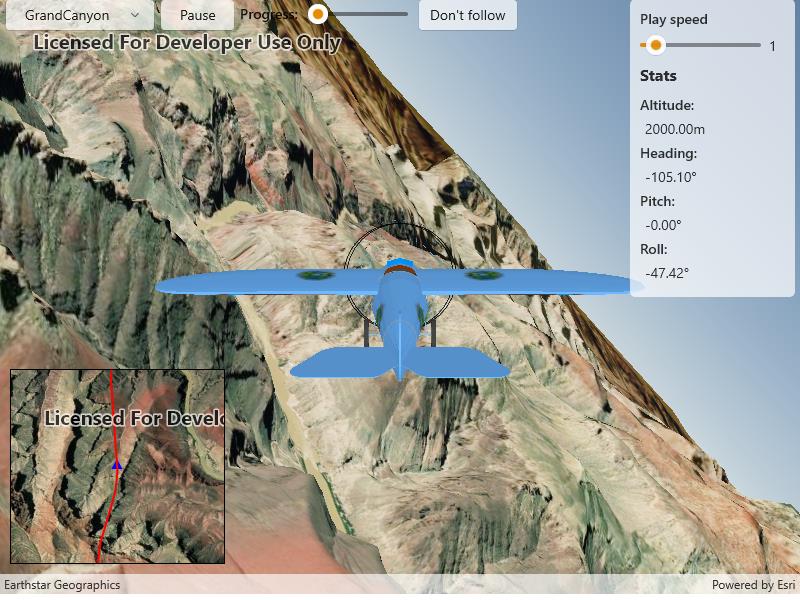 GrandCanyon
Pause
Progress:
Don't follow
Licensed For Developer Use Only
Play speed
1
Stats
Altitude:
2000.00m
Heading:
-105.10°
Pitch:
-0.00°
Roll:
-47.42°
Licensed For Develo
Earthstar Geographics
Powered by Esri